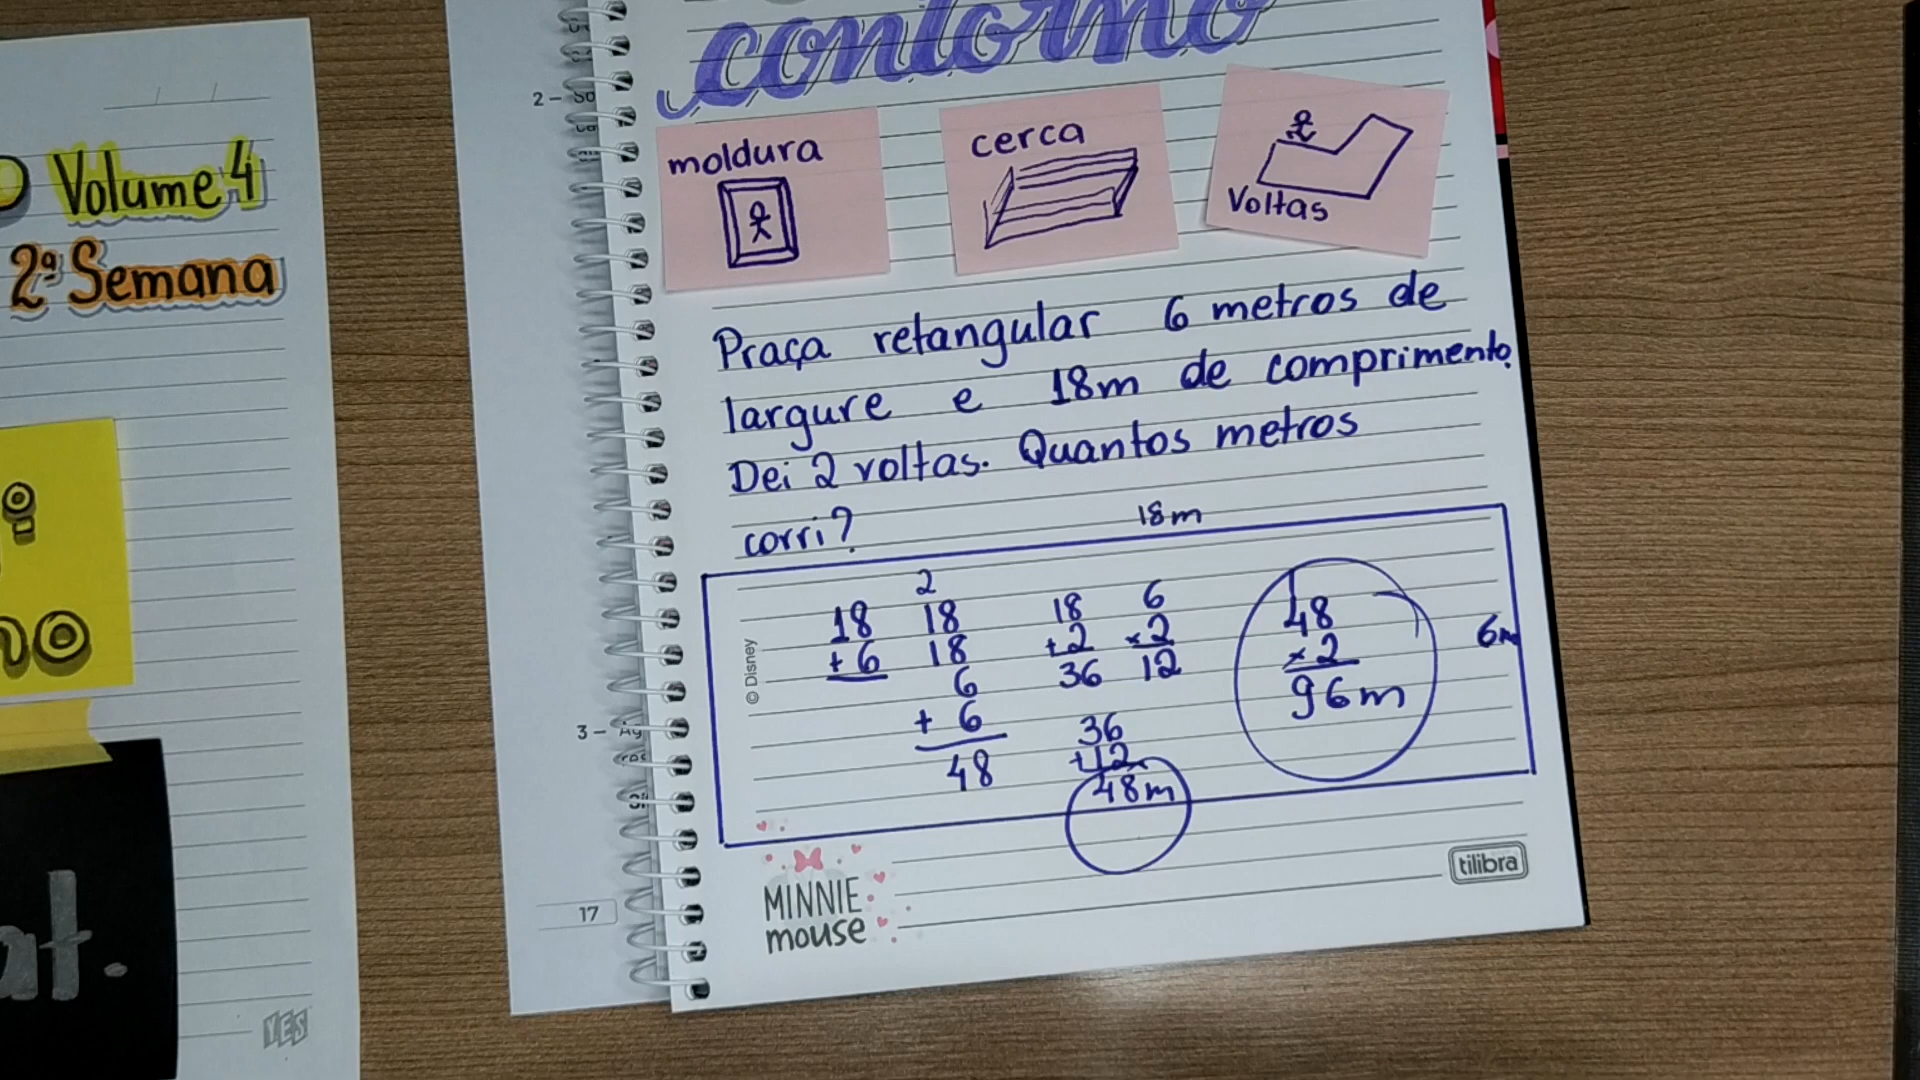 contorno
Volume 4
2ª Semana
moldura
cerca
Voltas
2 -
Praça retangular 6 metros de
largure e 18m de comprimento.
Dei 2 voltas. Quantos metros
corri?
18m
2
18 18 18 6 48
+ 6 18 +2 × 2 × 2
6 36 12 96m
+ 6 36
48 +12
48m
6m
© Disney
3 -
17
MINNIE
mouse
tilibra
at.
YES